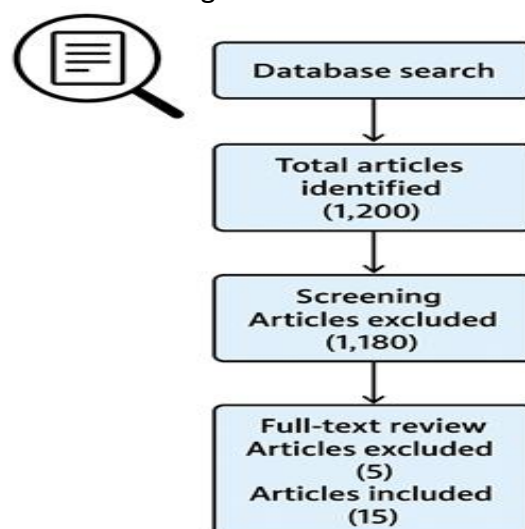 Database search
Total articles
identified
(1,200)
Screening
Articles excluded
(1,180)
Full-text review
Articles excluded
(5)
Articles included
(15)